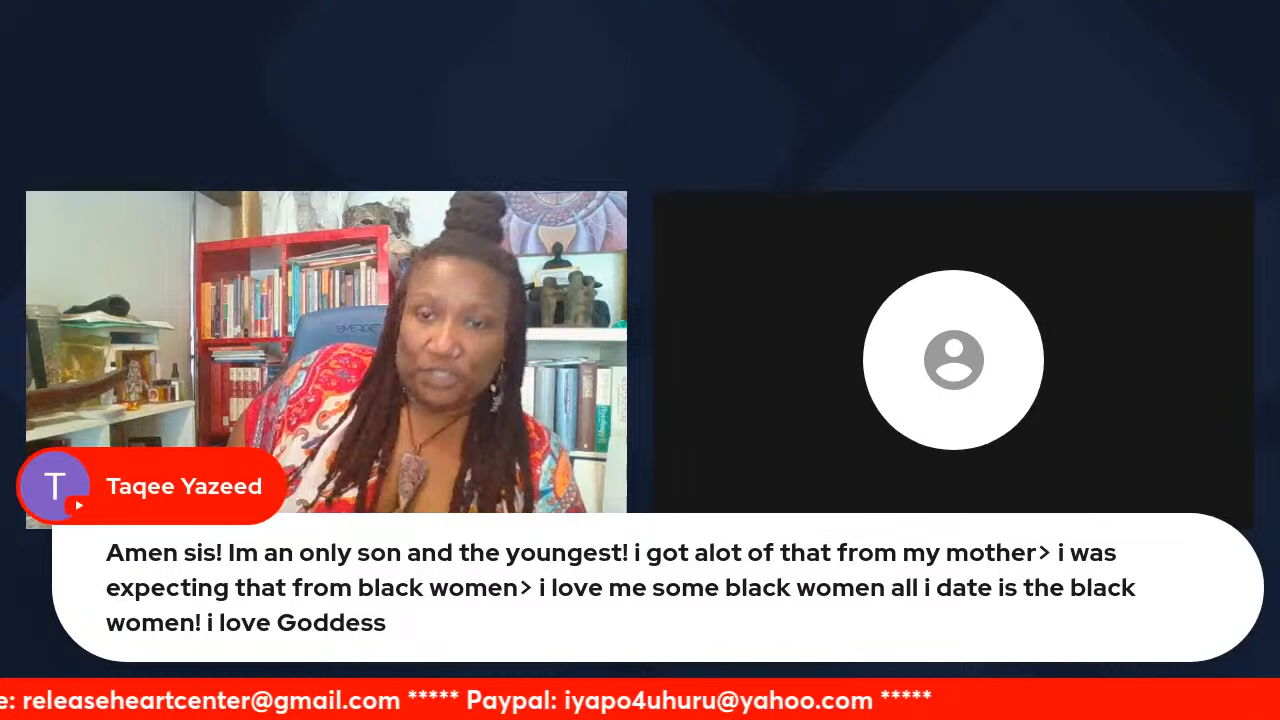 EMERGE
T
Taqee Yazeed
Amen sis! Im an only son and the youngest! i got alot of that from my mother> i was
expecting that from black women> i love me some black women all i date is the black
women! i love Goddess
e: releaseheartcenter@gmail.com ***** Paypal: iyapo4uhuru@yahoo.com *****